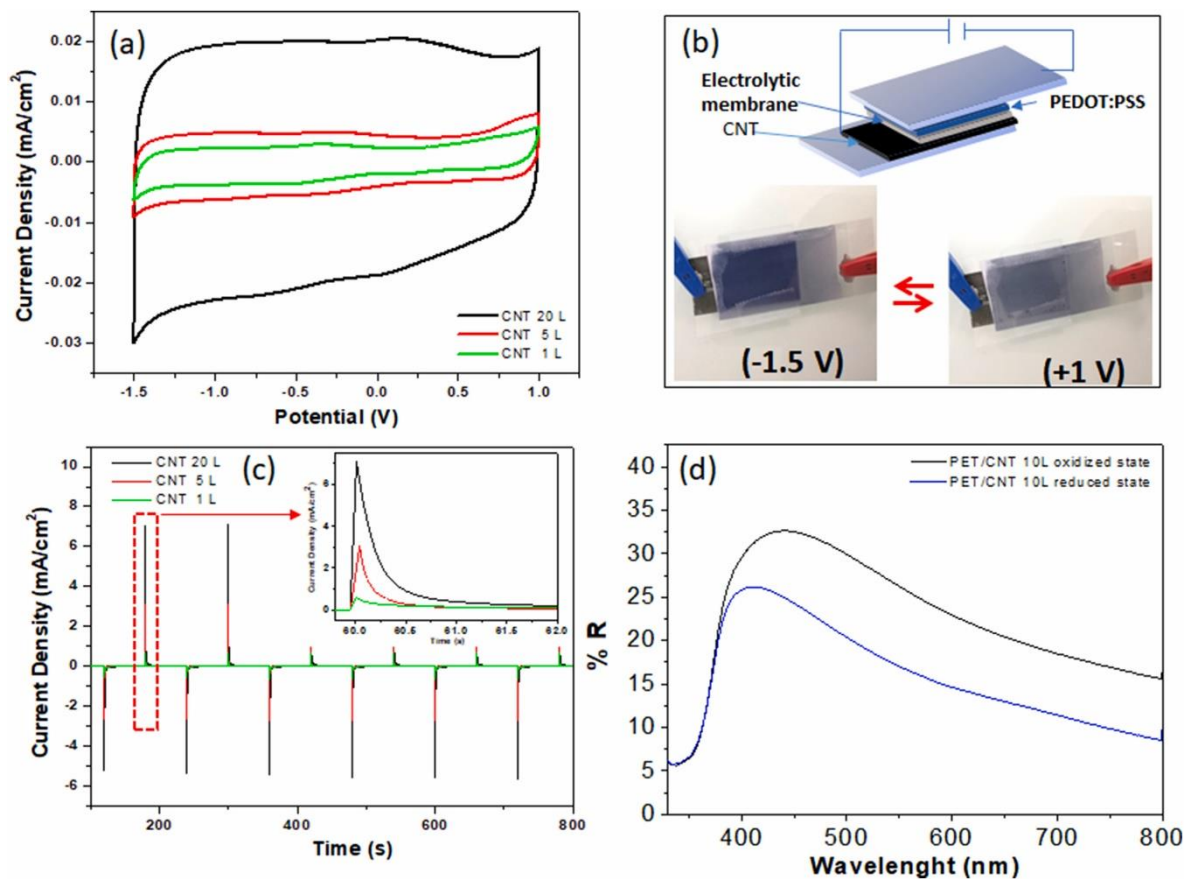 (a)
0.02
0.01
0.00
-0.01
-0.02
-0.03
Current Density (mA/cm²)
CNT 20 L
CNT 5 L
CNT 1 L
-1.5 -1.0 -0.5 0.0 0.5 1.0
Potential (V)
(b)
Electrolytic
membrane
CNT
PEDOT:PSS
(-1.5 V)
(+1 V)
(c)
10
8
6
4
2
0
-2
-4
-6
Current Density (mA/cm²)
CNT 20 L
CNT 5 L
CNT 1 L
6
4
2
0
Current Density (mA/cm²)
60.0 60.5 61.0 61.5 62.0
Time (s)
200 400 600 800
Time (s)
(d)
40
35
30
25
20
15
10
5
0
% R
PET/CNT 10L oxidized state
PET/CNT 10L reduced state
400 500 600 700 800
Wavelenght (nm)